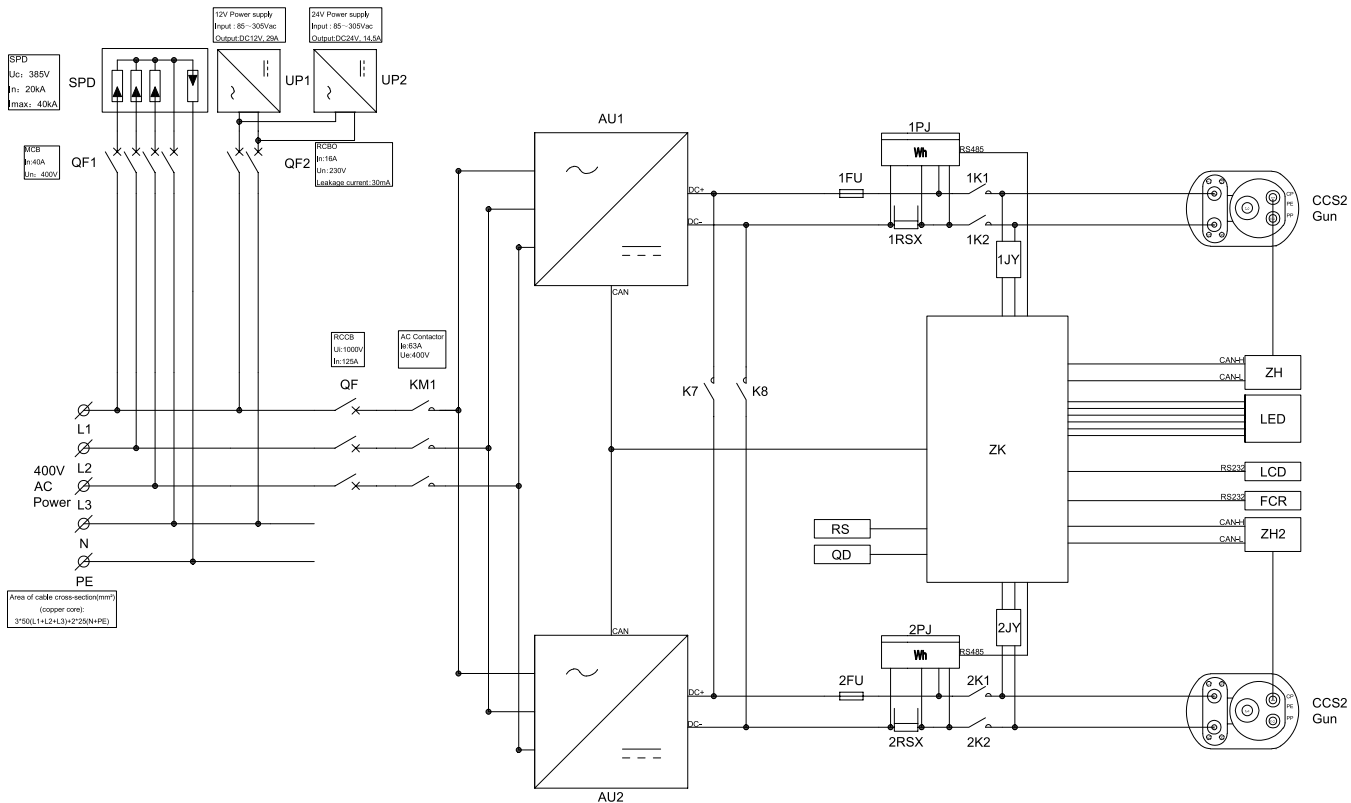 12V Power supply
Input : 85~305Vac
Output:DC12V, 29A
24V Power supply
Input : 85~305Vac
Output:DC24V, 14.5A
SPD
Uc: 385V
In: 20kA
Imax: 40kA
SPD
UP1
UP2
MCB
In:40A
Un: 400V
QF1
QF2
RCBO
In:16A
Un:230V
Leakage current:30mA
RCCB
Ui:1000V
In:125A
QF
AC Contactor
Ie:63A
Ue:400V
KM1
L1
L2
L3
N
PE
400V
AC
Power
Area of cable cross-section(mm²)
(copper core):
3*50(L1+L2+L3)+2*25(N+PE)
AU1
DC+
DC-
CAN
K7
K8
1FU
1PJ
Wh
RS485
1RSX
1K1
1K2
1JY
CP
PE
PP
CCS2
Gun
ZK
CAN-H
CAN-L
ZH
LED
RS232
LCD
RS232
FCR
CAN-H
CAN-L
ZH2
RS
QD
CAN
AU2
DC+
DC-
2FU
2PJ
Wh
RS485
2RSX
2K1
2K2
2JY
CP
PE
PP
CCS2
Gun